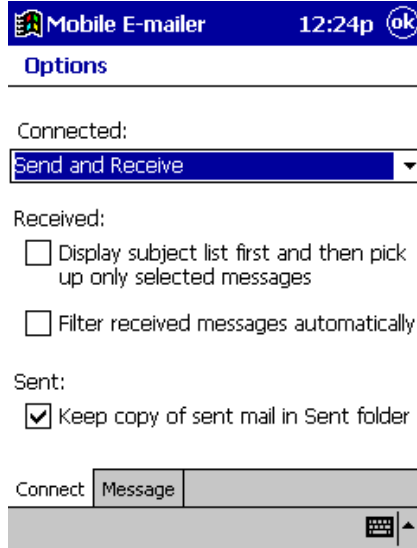 Mobile E-mailer 12:24p ok
Options
Connected:
Send and Receive
Received:
Display subject list first and then pick
up only selected messages
Filter received messages automatically
Sent:
Keep copy of sent mail in Sent folder
Connect Message